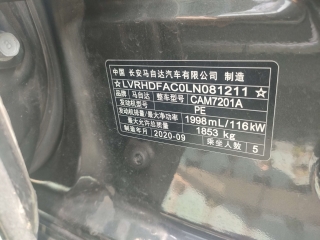 中国 长安马自达汽车有限公司 制造
☆LVRHDFAC0LN081211☆
品牌 马自达 整车型号 CAM7201A
发动机型号 PE
发动机排量/最大净功率 1998mL/116kW
最大允许总质量 1853 kg
制造年月 2020-09 乘坐人数 5